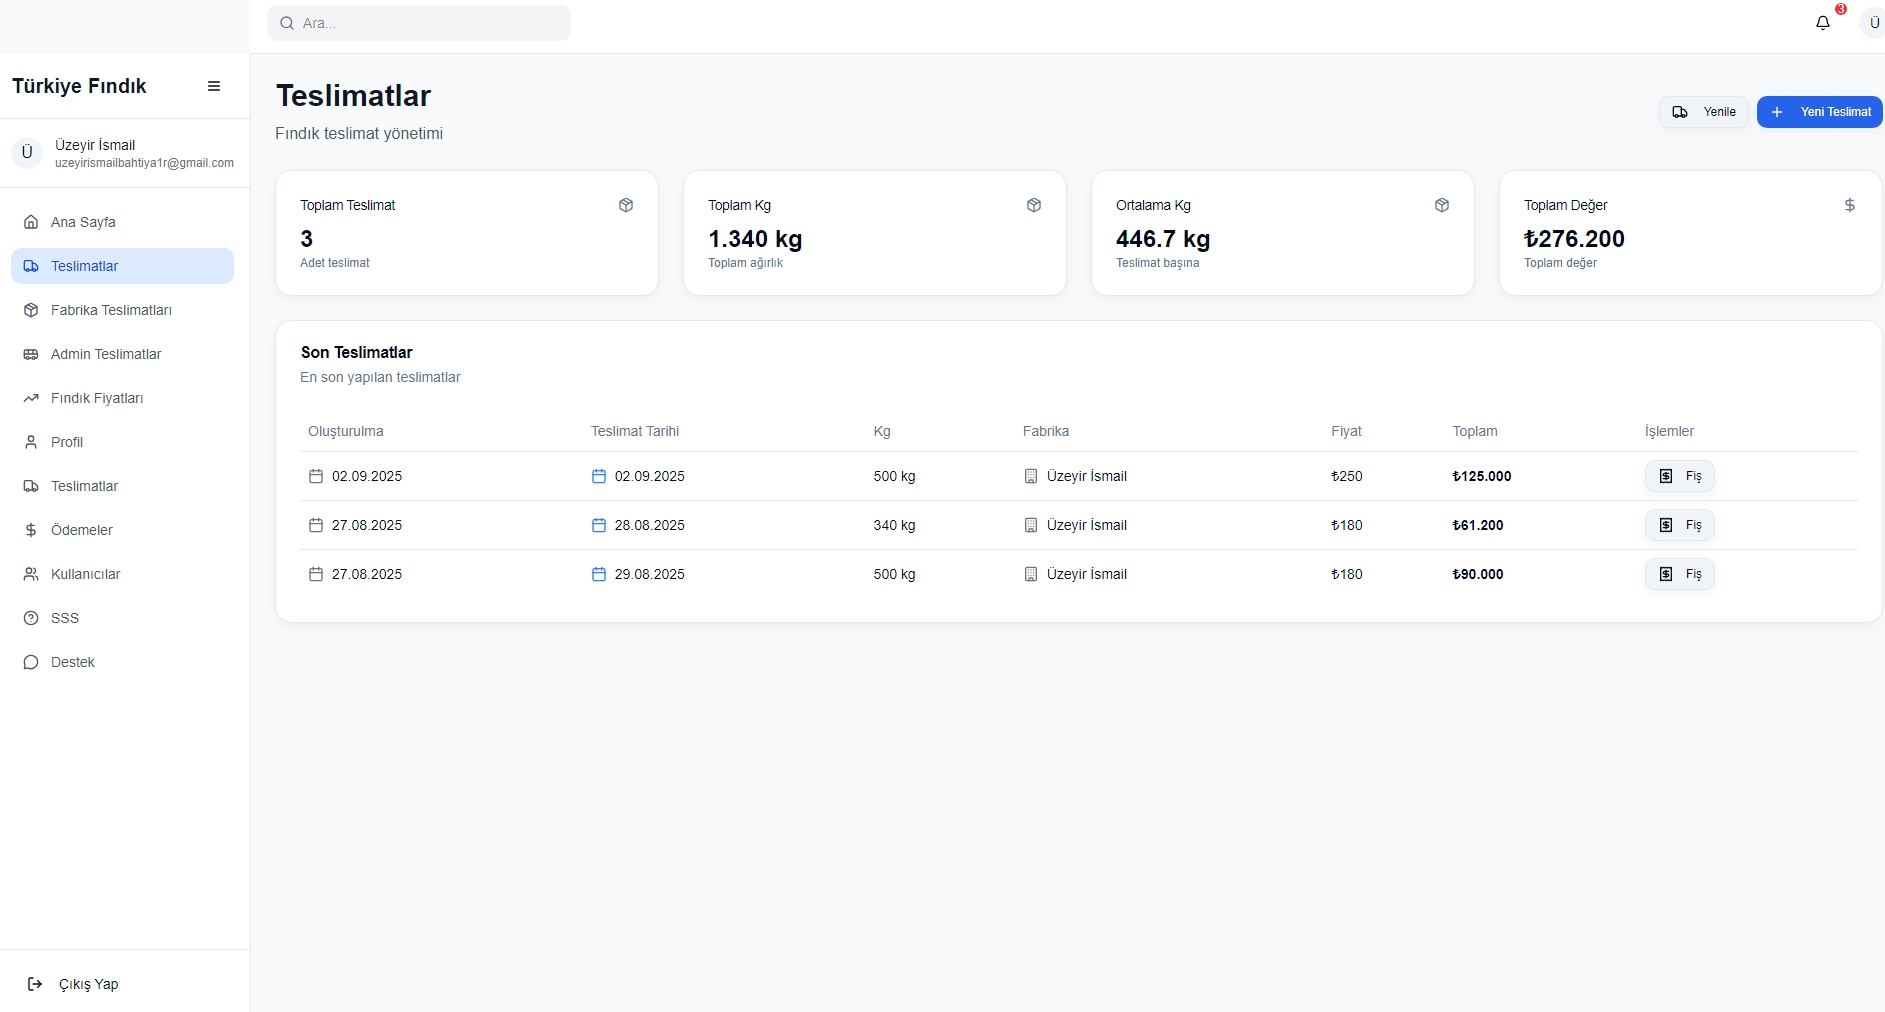 Ara...
3
Ü
Türkiye Fındık
Ü
Üzeyir İsmail
uzeyirismailbahtiya1r@gmail.com
Ana Sayfa
Teslimatlar
Fabrika Teslimatları
Admin Teslimatlar
Fındık Fiyatları
Profil
Teslimatlar
Ödemeler
Kullanıcılar
SSS
Destek
Çıkış Yap
Teslimatlar
Fındık teslimat yönetimi
Yenile
Yeni Teslimat
Toplam Teslimat
3
Adet teslimat
Toplam Kg
1.340 kg
Toplam ağırlık
Ortalama Kg
446.7 kg
Teslimat başına
Toplam Değer
₺276.200
Toplam değer
Son Teslimatlar
En son yapılan teslimatlar
Oluşturulma Teslimat Tarihi Kg Fabrika Fiyat Toplam İşlemler
02.09.2025 02.09.2025 500 kg Üzeyir İsmail ₺250 ₺125.000 Fiş
27.08.2025 28.08.2025 340 kg Üzeyir İsmail ₺180 ₺61.200 Fiş
27.08.2025 29.08.2025 500 kg Üzeyir İsmail ₺180 ₺90.000 Fiş